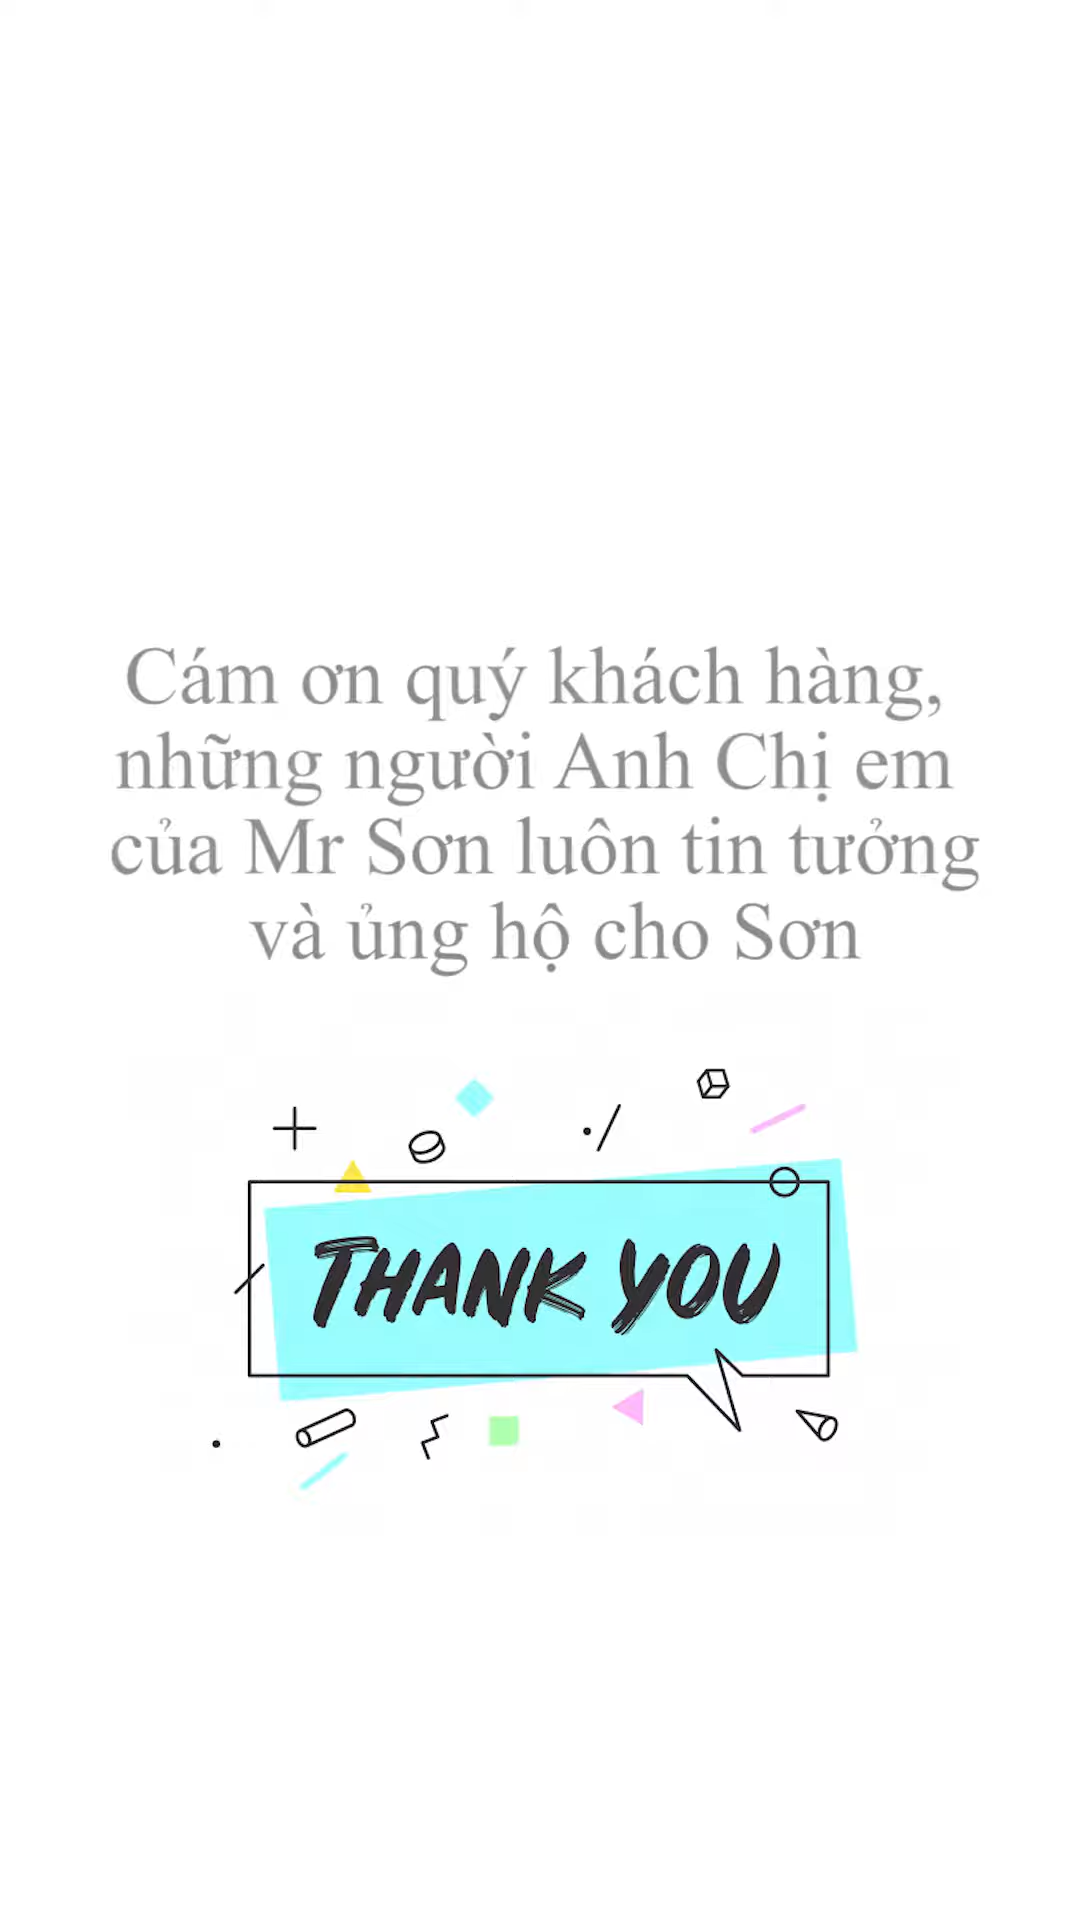 Cám ơn quý khách hàng,
những người Anh Chị em
của Mr Sơn luôn tin tưởng
và ủng hộ cho Sơn
THANK YOU